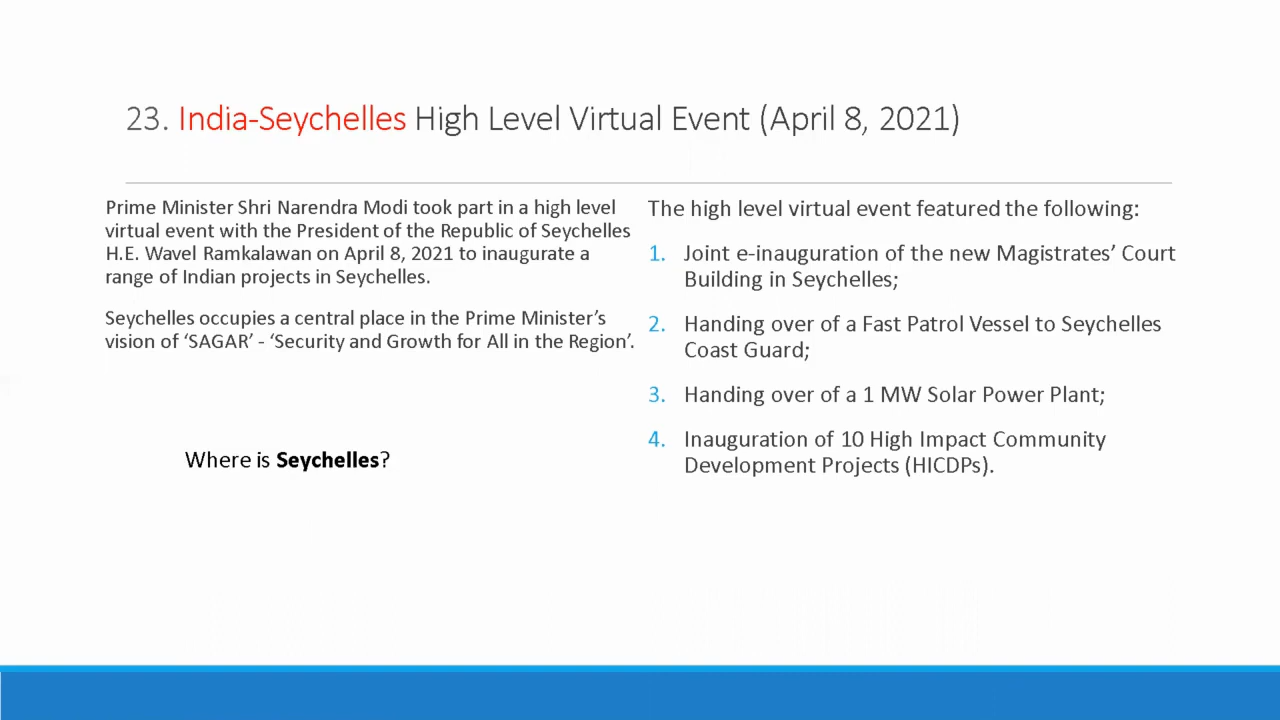 23. India-Seychelles High Level Virtual Event (April 8, 2021)
Prime Minister Shri Narendra Modi took part in a high level
virtual event with the President of the Republic of Seychelles
H.E. Wavel Ramkalawan on April 8, 2021 to inaugurate a
range of Indian projects in Seychelles.
Seychelles occupies a central place in the Prime Minister’s
vision of ‘SAGAR’ - ‘Security and Growth for All in the Region’.
Where is Seychelles?
The high level virtual event featured the following:
1. Joint e-inauguration of the new Magistrates’ Court
Building in Seychelles;
2. Handing over of a Fast Patrol Vessel to Seychelles
Coast Guard;
3. Handing over of a 1 MW Solar Power Plant;
4. Inauguration of 10 High Impact Community
Development Projects (HICDPs).